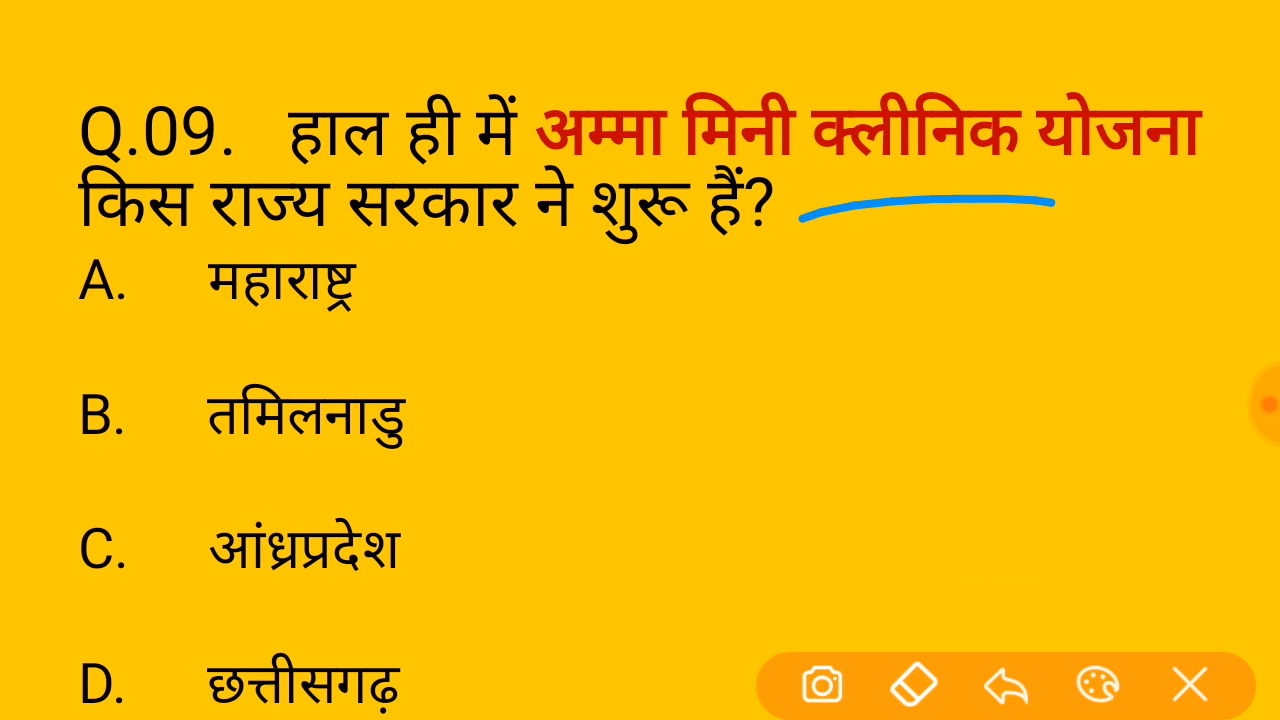 Q.09. हाल ही में अम्मा मिनी क्लीनिक योजना
किस राज्य सरकार ने शुरू हैं?
A. महाराष्ट्र
B. तमिलनाडु
C. आंध्रप्रदेश
D. छत्तीसगढ़